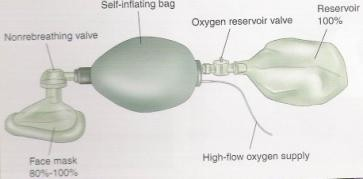 Self-inflating bag
Reservoir
100%
Oxygen reservoir valve
Nonrebreathing valve
High-flow oxygen supply
Face mask
80%-100%